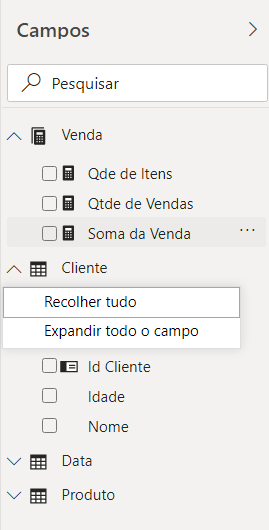 Campos
Pesquisar
Venda
Qde de Itens
Qtde de Vendas
Soma da Venda
Cliente
Recolher tudo
Expandir todo o campo
Id Cliente
Idade
Nome
Data
Produto